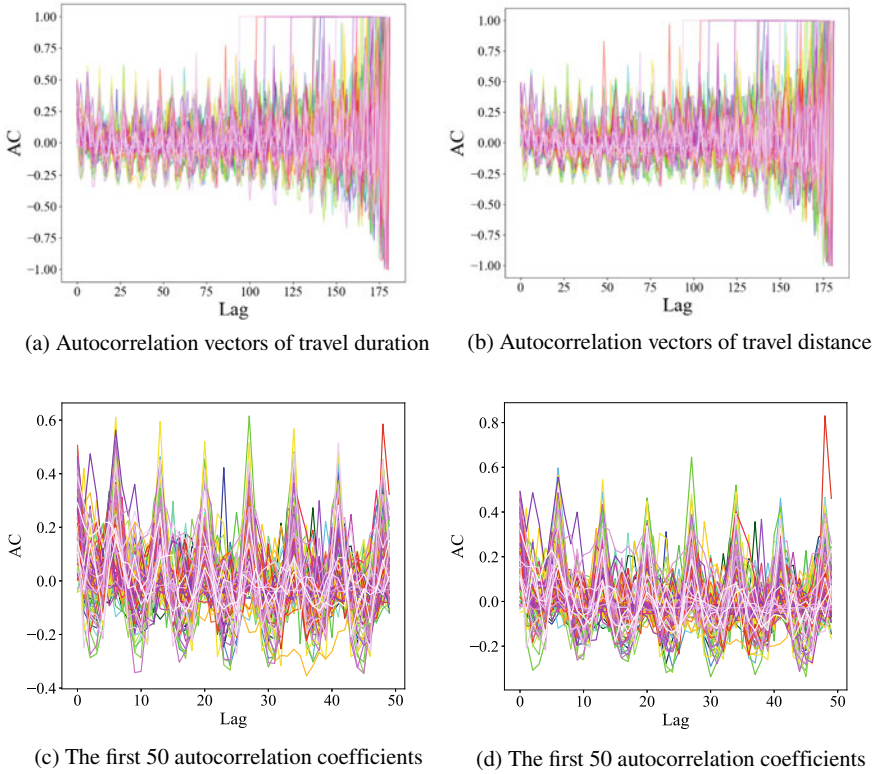 1.00
0.75
0.50
0.25
0.00
−0.25
−0.50
−0.75
−1.00
AC
0 25 50 75 100 125 150 175
Lag
(a) Autocorrelation vectors of travel duration
1.00
0.75
0.50
0.25
0.00
−0.25
−0.50
−0.75
−1.00
AC
0 25 50 75 100 125 150 175
Lag
(b) Autocorrelation vectors of travel distance
0.6
0.4
0.2
0.0
−0.2
−0.4
AC
0 10 20 30 40 50
Lag
(c) The first 50 autocorrelation coefficients
0.8
0.6
0.4
0.2
0.0
−0.2
AC
0 10 20 30 40 50
Lag
(d) The first 50 autocorrelation coefficients